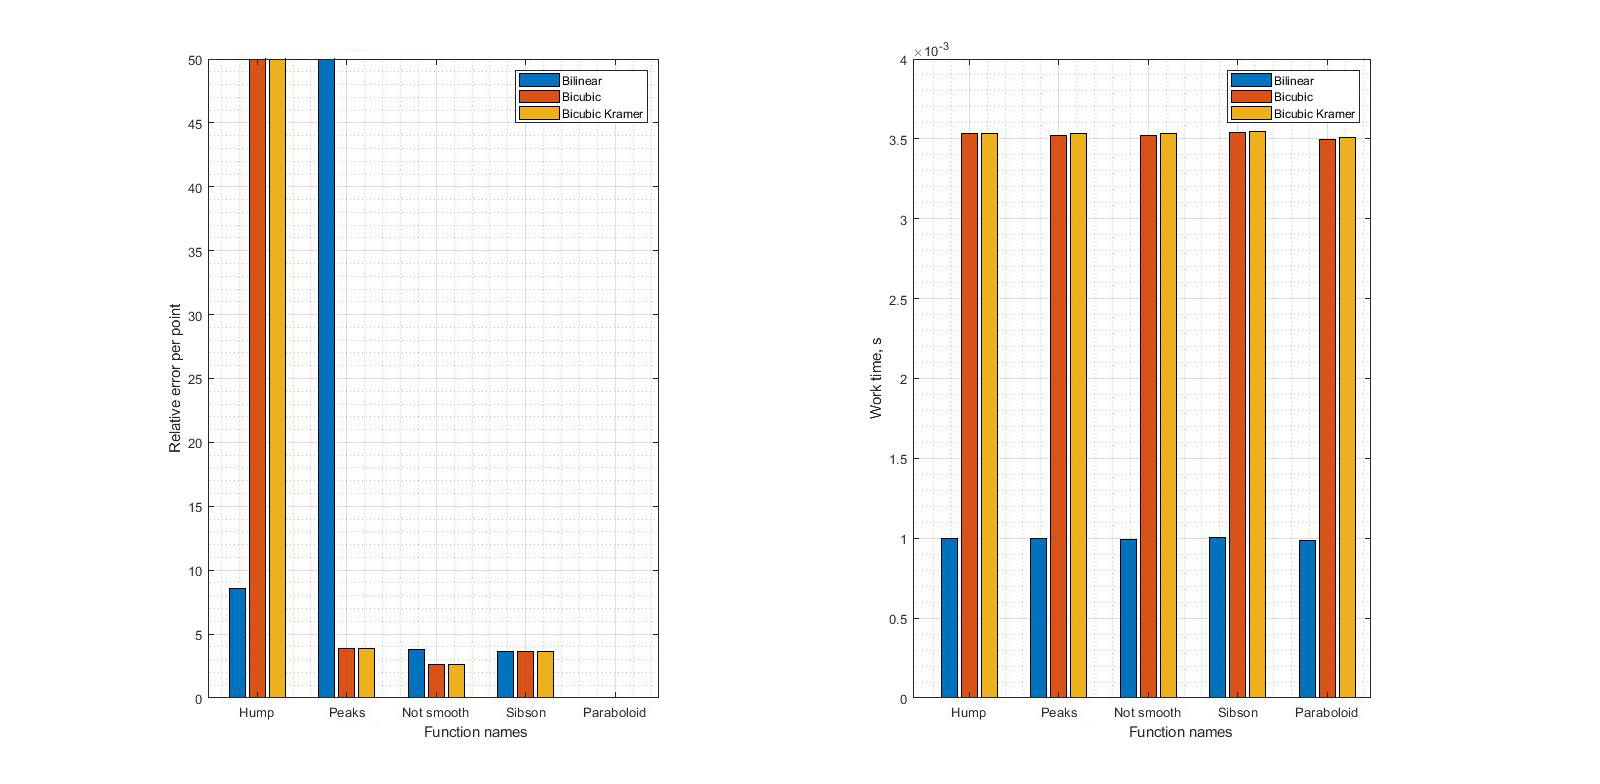 50
45
40
35
30
25
20
15
10
5
0
Relative error per point
Bilinear
Bicubic
Bicubic Kramer
Hump Peaks Not smooth Sibson Paraboloid
Function names
×10-3
4
3.5
3
2.5
2
1.5
1
0.5
0
Work time, s
Bilinear
Bicubic
Bicubic Kramer
Hump Peaks Not smooth Sibson Paraboloid
Function names